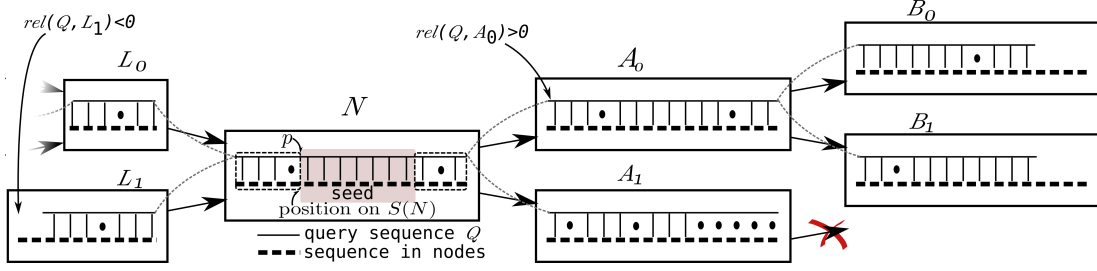 rel(Q,L₁)<0
L₀
N
rel(Q,A₀)>0
A₀
B₀
L₁
p
seed
position on S(N)
query sequence Q
sequence in nodes
A₁
B₁